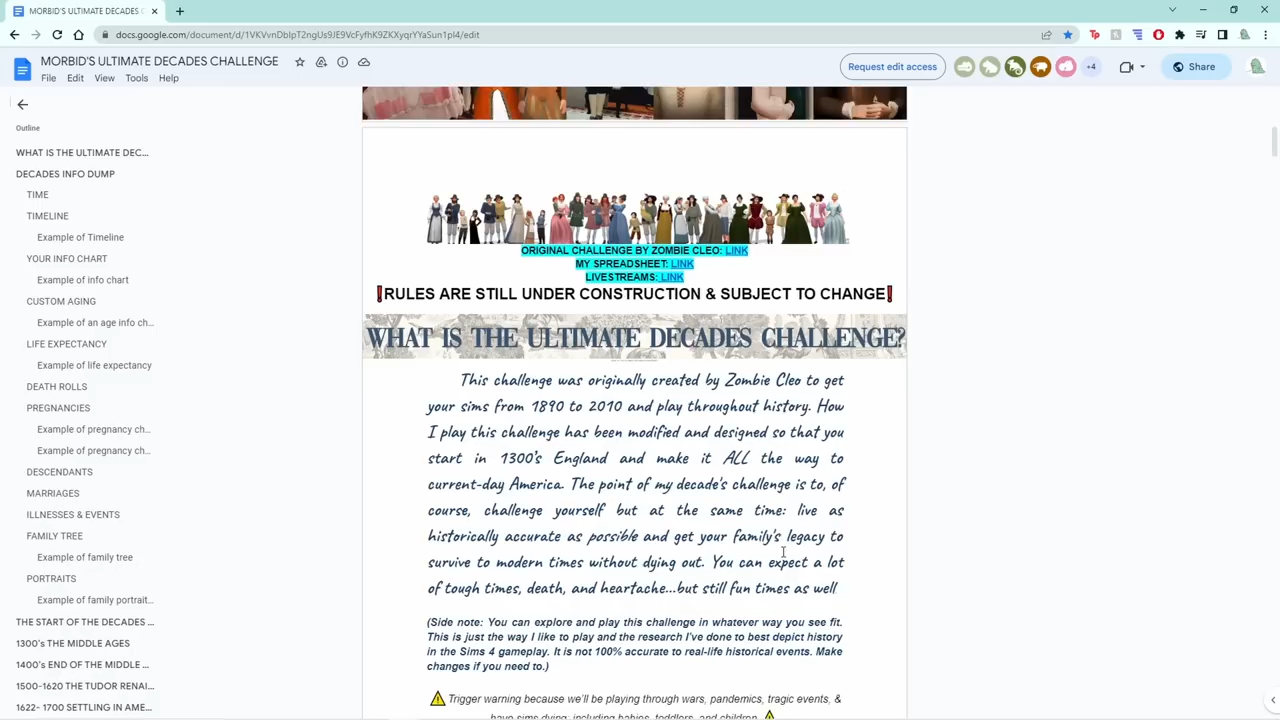 MORBID'S ULTIMATE DECADES C
docs.google.com/document/d/1VKVvnDbIpT2ngUs9JE9VcFyfhK9ZKXyqrYYaSun1pI4/edit
MORBID'S ULTIMATE DECADES CHALLENGE
File Edit View Tools Help
Request edit access
+4
Share
Outline
WHAT IS THE ULTIMATE DEC...
DECADES INFO DUMP
TIME
TIMELINE
Example of Timeline
YOUR INFO CHART
Example of info chart
CUSTOM AGING
Example of an age info ch...
LIFE EXPECTANCY
Example of life expectancy
DEATH ROLLS
PREGNANCIES
Example of pregnancy ch...
Example of pregnancy ch...
DESCENDANTS
MARRIAGES
ILLNESSES & EVENTS
FAMILY TREE
Example of family tree
PORTRAITS
Example of family portrait...
THE START OF THE DECADES ...
1300's THE MIDDLE AGES
1400's END OF THE MIDDLE ...
1500-1620 THE TUDOR RENAI...
1622- 1700 SETTLING IN AME...
ORIGINAL CHALLENGE BY ZOMBIE CLEO: LINK
MY SPREADSHEET: LINK
LIVESTREAMS: LINK
❗RULES ARE STILL UNDER CONSTRUCTION & SUBJECT TO CHANGE❗
WHAT IS THE ULTIMATE DECADES CHALLENGE?
This challenge was originally created by Zombie Cleo to get
your sims from 1890 to 2010 and play throughout history. How
I play this challenge has been modified and designed so that you
start in 1300's England and make it ALL the way to
current-day America. The point of my decade's challenge is to, of
course, challenge yourself but at the same time: live as
historically accurate as possible and get your family's legacy to
survive to modern times without dying out. You can expect a lot
of tough times, death, and heartache...but still fun times as well
(Side note: You can explore and play this challenge in whatever way you see fit.
This is just the way I like to play and the research I've done to best depict history
in the Sims 4 gameplay. It is not 100% accurate to real-life historical events. Make
changes if you need to.)
⚠ Trigger warning because we'll be playing through wars, pandemics, tragic events, &
have sims dying; including babies, toddlers, and children. ⚠